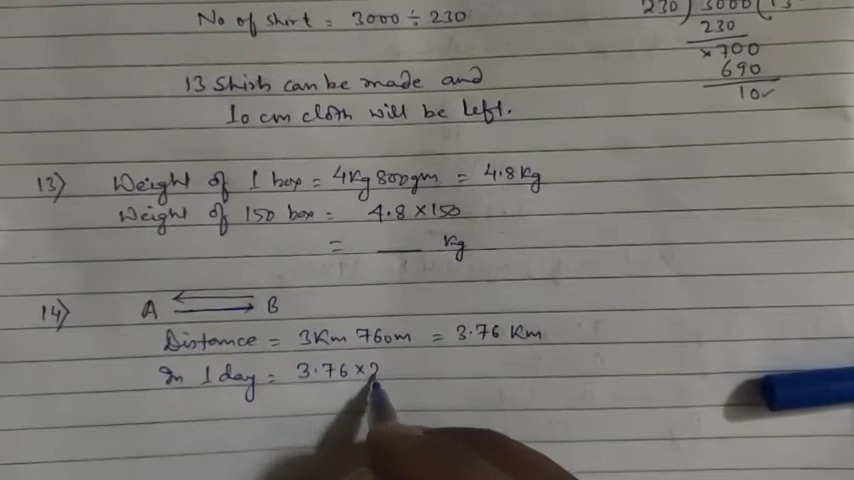 No of shirt = 3000 ÷ 230
230 ) 3000 ( 13
230
× 700
690
10
13 Shirts can be made and
10 cm cloth will be left.
13) Weight of 1 box = 4Kg 800gm = 4.8 Kg
Weight of 150 box = 4.8 × 150
= ___ Kg
14) A B
Distance = 3Km 760m = 3.76 Km
In 1 day = 3.76 × 2